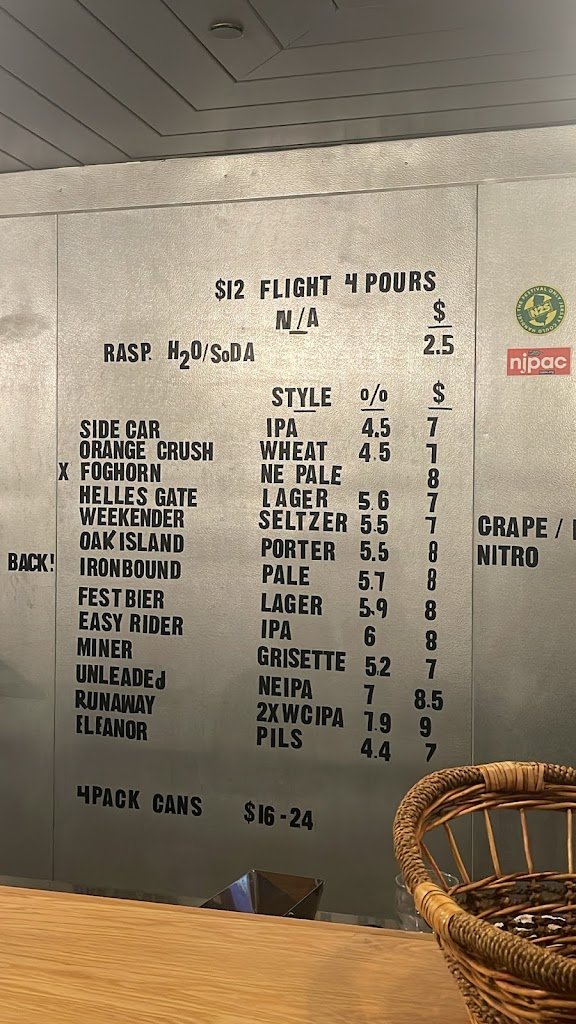 $12 FLIGHT 4 POURS
N/A $
RASP. H2O/SODA 2.5
STYLE % $
SIDE CAR IPA 4.5 7
ORANGE CRUSH WHEAT 4.5 7
X FOGHORN NE PALE 8
HELLES GATE LAGER 5.6 7
WEEKENDER SELTZER 5.5 7 GRAPE /
OAK ISLAND PORTER 5.5 8 NITRO
BACK! IRONBOUND PALE 5.7 8
FEST BIER LAGER 5.9 8
EASY RIDER IPA 6 8
MINER GRISETTE 5.2 7
UNLEADED NEIPA 7 8.5
RUNAWAY 2XWCIPA 7.9 9
ELEANOR PILS 4.4 7
4PACK CANS $16-24
njpac